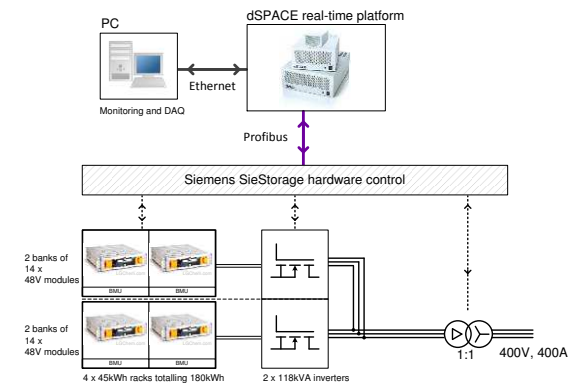 dSPACE real-time platform
PC
Ethernet
Monitoring and DAQ
Profibus
Siemens SieStorage hardware control
2 banks of
14 x
48V modules
BMU
BMU
2 banks of
14 x
48V modules
BMU
BMU
1:1
400V, 400A
4 x 45kWh racks totalling 180kWh
2 x 118kVA inverters